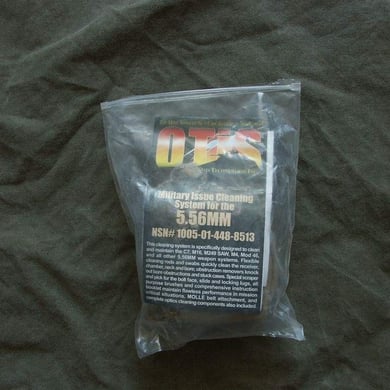 OTIS
Military Issue Cleaning
System for the
5.56MM
NSN# 1005-01-448-8513
This cleaning system is specifically designed to clean
and maintain the C7, M16, M249 SAW, M4, Mod 46,
and all other 5.56MM weapon systems. Flexible
cleaning rods and swabs quickly clean the receiver,
chamber, neck and bore; obstruction removers knock
out bore obstructions and stuck cases. Special scraper
and pick for the bolt face, slide and locking lugs, all
purpose brushes and comprehensive instruction
booklet maintain flawless performance in mission
critical situations. MOLLE belt attachment, and
complete optics cleaning components also included.